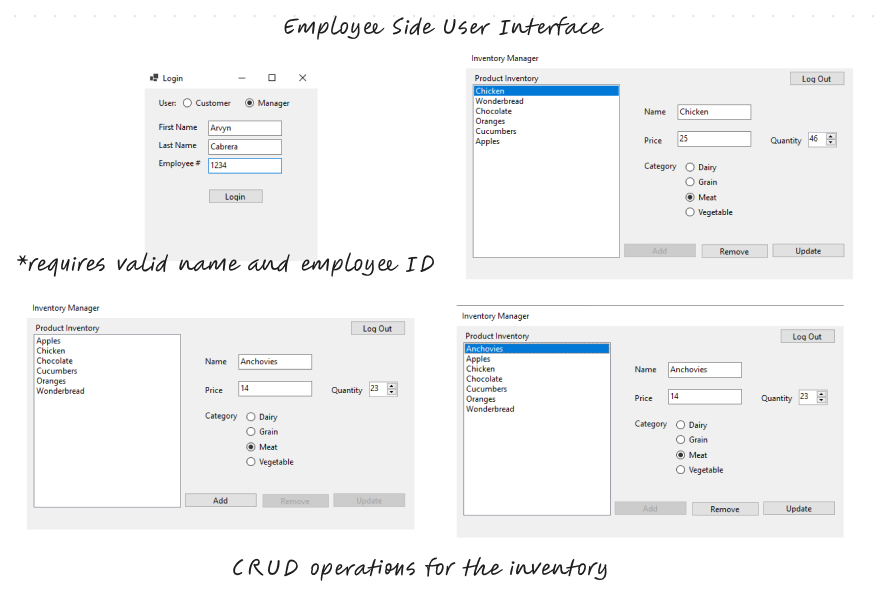 Employee Side User Interface
Login
User: Customer Manager
First Name Arvyn
Last Name Cabrera
Employee # 1234
Login
*requires valid name and employee ID
Inventory Manager
Product Inventory Log Out
Chicken
Wonderbread
Chocolate
Oranges
Cucumbers
Apples
Name Chicken
Price 25 Quantity 46
Category Dairy
Grain
Meat
Vegetable
Add Remove Update
Inventory Manager
Product Inventory Log Out
Apples
Chicken
Chocolate
Cucumbers
Oranges
Wonderbread
Name Anchovies
Price 14 Quantity 23
Category Dairy
Grain
Meat
Vegetable
Add Remove Update
Inventory Manager
Product Inventory Log Out
Anchovies
Apples
Chicken
Chocolate
Cucumbers
Oranges
Wonderbread
Name Anchovies
Price 14 Quantity 23
Category Dairy
Grain
Meat
Vegetable
Add Remove Update
CRUD operations for the inventory